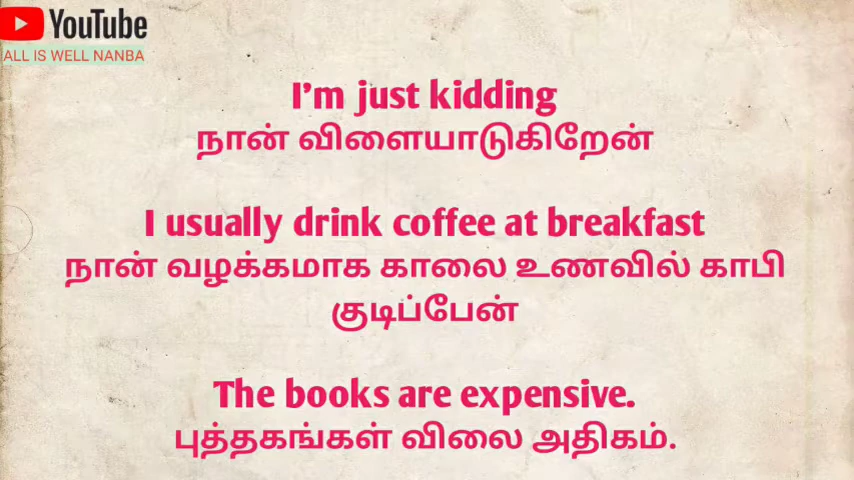 YouTube
ALL IS WELL NANBA
I'm just kidding
நான் விளையாடுகிறேன்
I usually drink coffee at breakfast
நான் வழக்கமாக காலை உணவில் காபி
குடிப்பேன்
The books are expensive.
புத்தகங்கள் விலை அதிகம்.